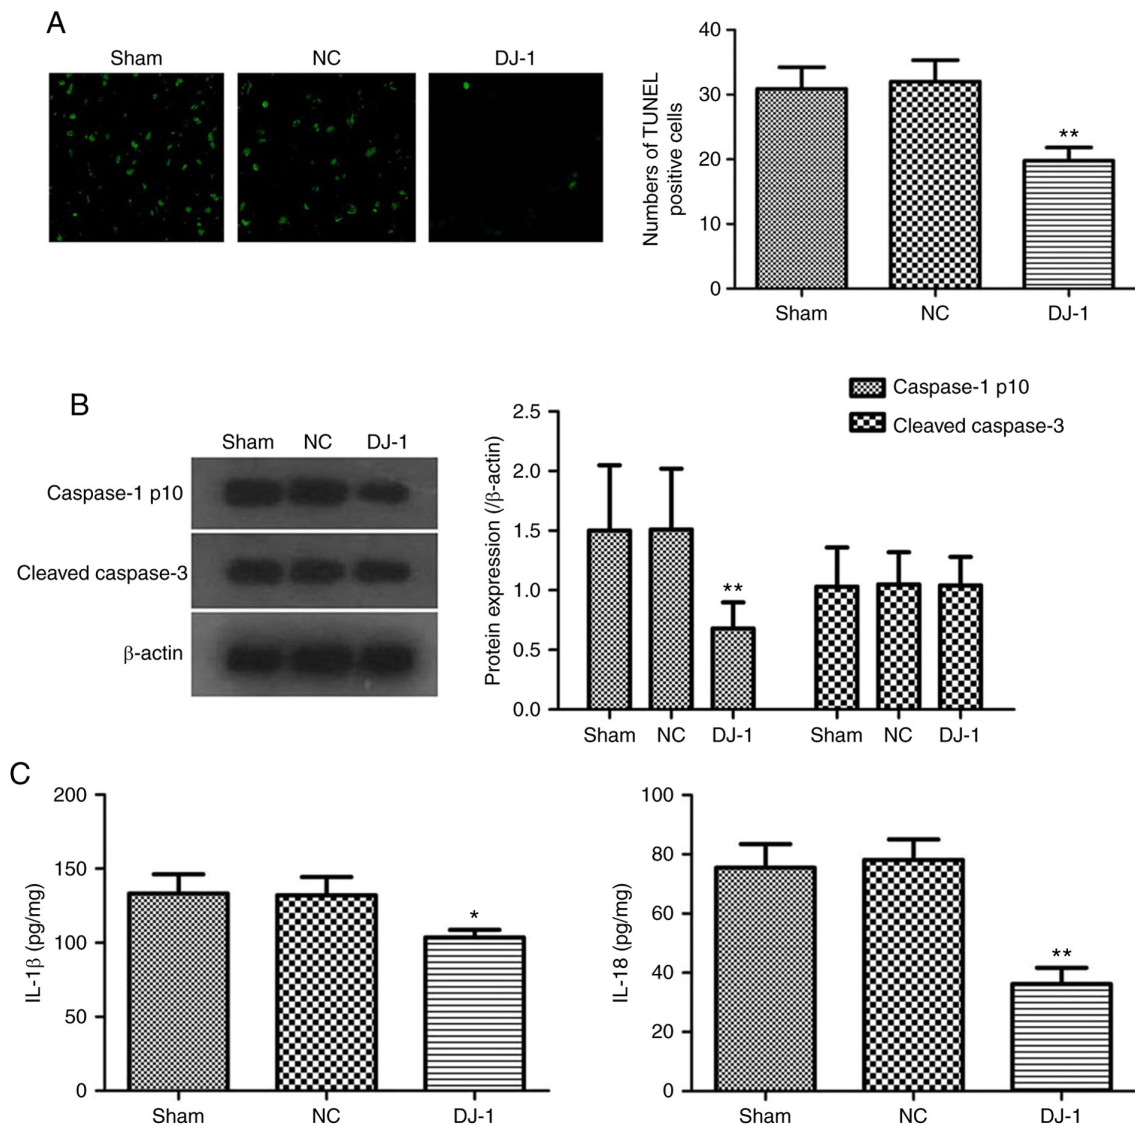 A
Sham NC DJ-1
Numbers of TUNEL
positive cells
40
30
20
10
0
**
Sham NC DJ-1
B
Sham NC DJ-1
Caspase-1 p10
Cleaved caspase-3
β-actin
Caspase-1 p10
Cleaved caspase-3
Protein expression (/β-actin)
2.5
2.0
1.5
1.0
0.5
0.0
**
Sham NC DJ-1 Sham NC DJ-1
C
IL-1β (pg/mg)
200
150
100
50
0
*
Sham NC DJ-1
IL-18 (pg/mg)
100
80
60
40
20
0
**
Sham NC DJ-1